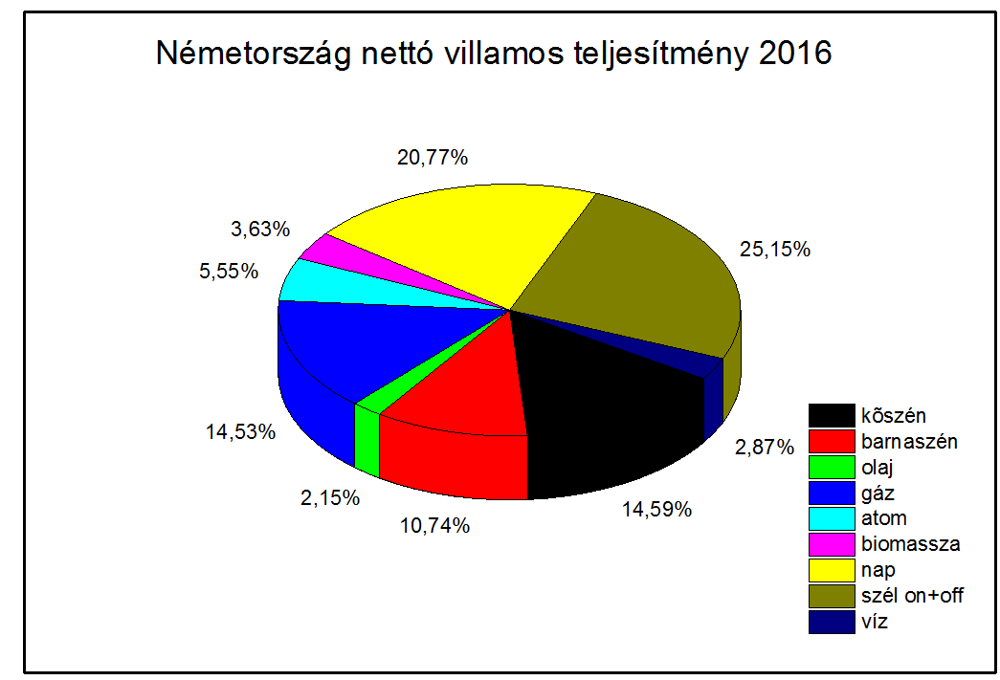 Németország nettó villamos teljesítmény 2016
20,77%
3,63%
25,15%
5,55%
14,53%
2,87%
2,15%
14,59%
10,74%
kõszén
barnaszén
olaj
gáz
atom
biomassza
nap
szél on+off
víz